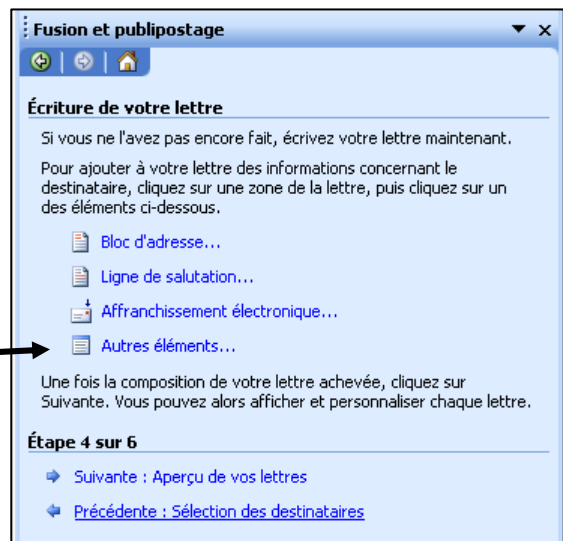 Fusion et publipostage
Écriture de votre lettre
Si vous ne l'avez pas encore fait, écrivez votre lettre maintenant.
Pour ajouter à votre lettre des informations concernant le
destinataire, cliquez sur une zone de la lettre, puis cliquez sur un
des éléments ci-dessous.
Bloc d'adresse...
Ligne de salutation...
Affranchissement électronique...
Autres éléments...
Une fois la composition de votre lettre achevée, cliquez sur
Suivante. Vous pouvez alors afficher et personnaliser chaque lettre.
Étape 4 sur 6
Suivante : Aperçu de vos lettres
Précédente : Sélection des destinataires